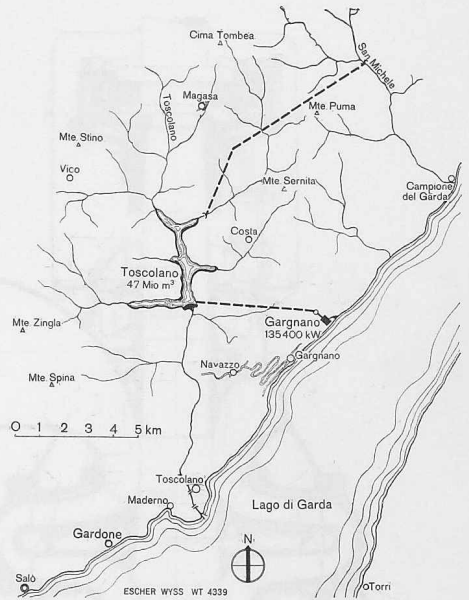 Cima Tombea
San Michele
Toscolano
Magasa
Mte. Puma
Mte. Stino
Vico
Mte. Sernita
Campione
del Garda
Costa
Toscolano
47 Mio m³
Gargnano
135400 kW
Mte. Zingla
Navazzo
Gargnano
Mte. Spina
0 1 2 3 4 5 km
Toscolano
Maderno
Lago di Garda
Gardone
N
Salò
ESCHER WYSS WT 4339
Torri